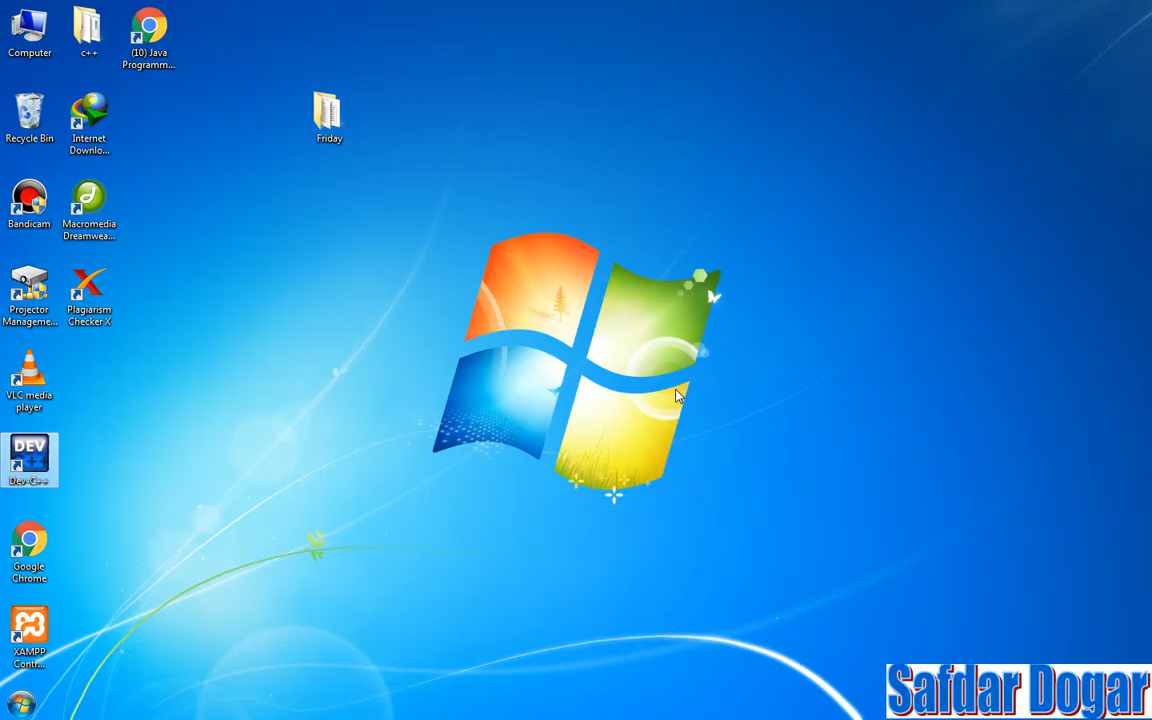 Computer
c++
(10) Java
Programm...
Recycle Bin
Internet
Downlo...
Friday
Bandicam
Macromedia
Dreamwea...
Projector
Manageme...
Plagiarism
Checker X
VLC media
player
DEV
C++
Dev-C++
Google
Chrome
XAMPP
Contr...
Safdar Dogar